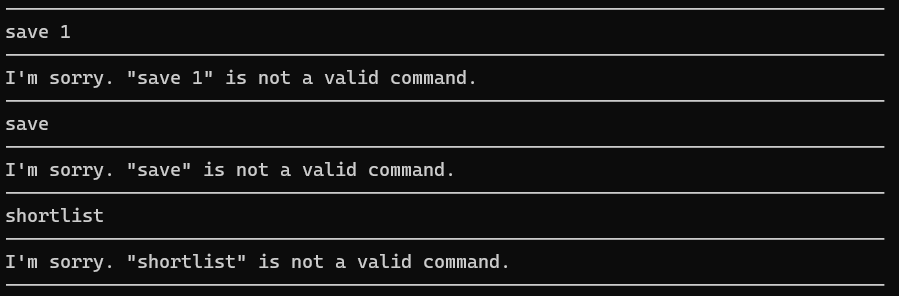 save 1
I'm sorry. "save 1" is not a valid command.
save
I'm sorry. "save" is not a valid command.
shortlist
I'm sorry. "shortlist" is not a valid command.